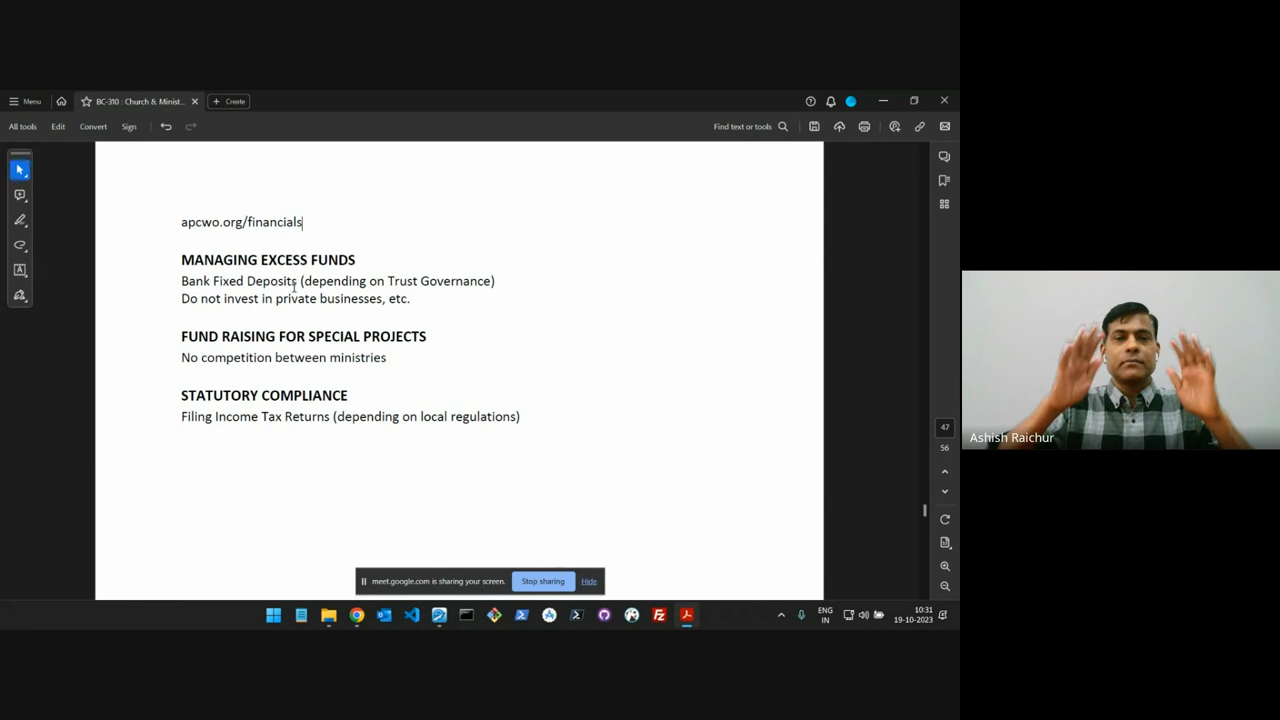 Menu
BC-310 : Church & Minist...
Create
All tools
Edit
Convert
Sign
Find text or tools
apcwo.org/financials
MANAGING EXCESS FUNDS
Bank Fixed Deposits (depending on Trust Governance)
Do not invest in private businesses, etc.
FUND RAISING FOR SPECIAL PROJECTS
No competition between ministries
STATUTORY COMPLIANCE
Filing Income Tax Returns (depending on local regulations)
47
56
Ashish Raichur
meet.google.com is sharing your screen.
Stop sharing
Hide
ENG
IN
10:31
19-10-2023